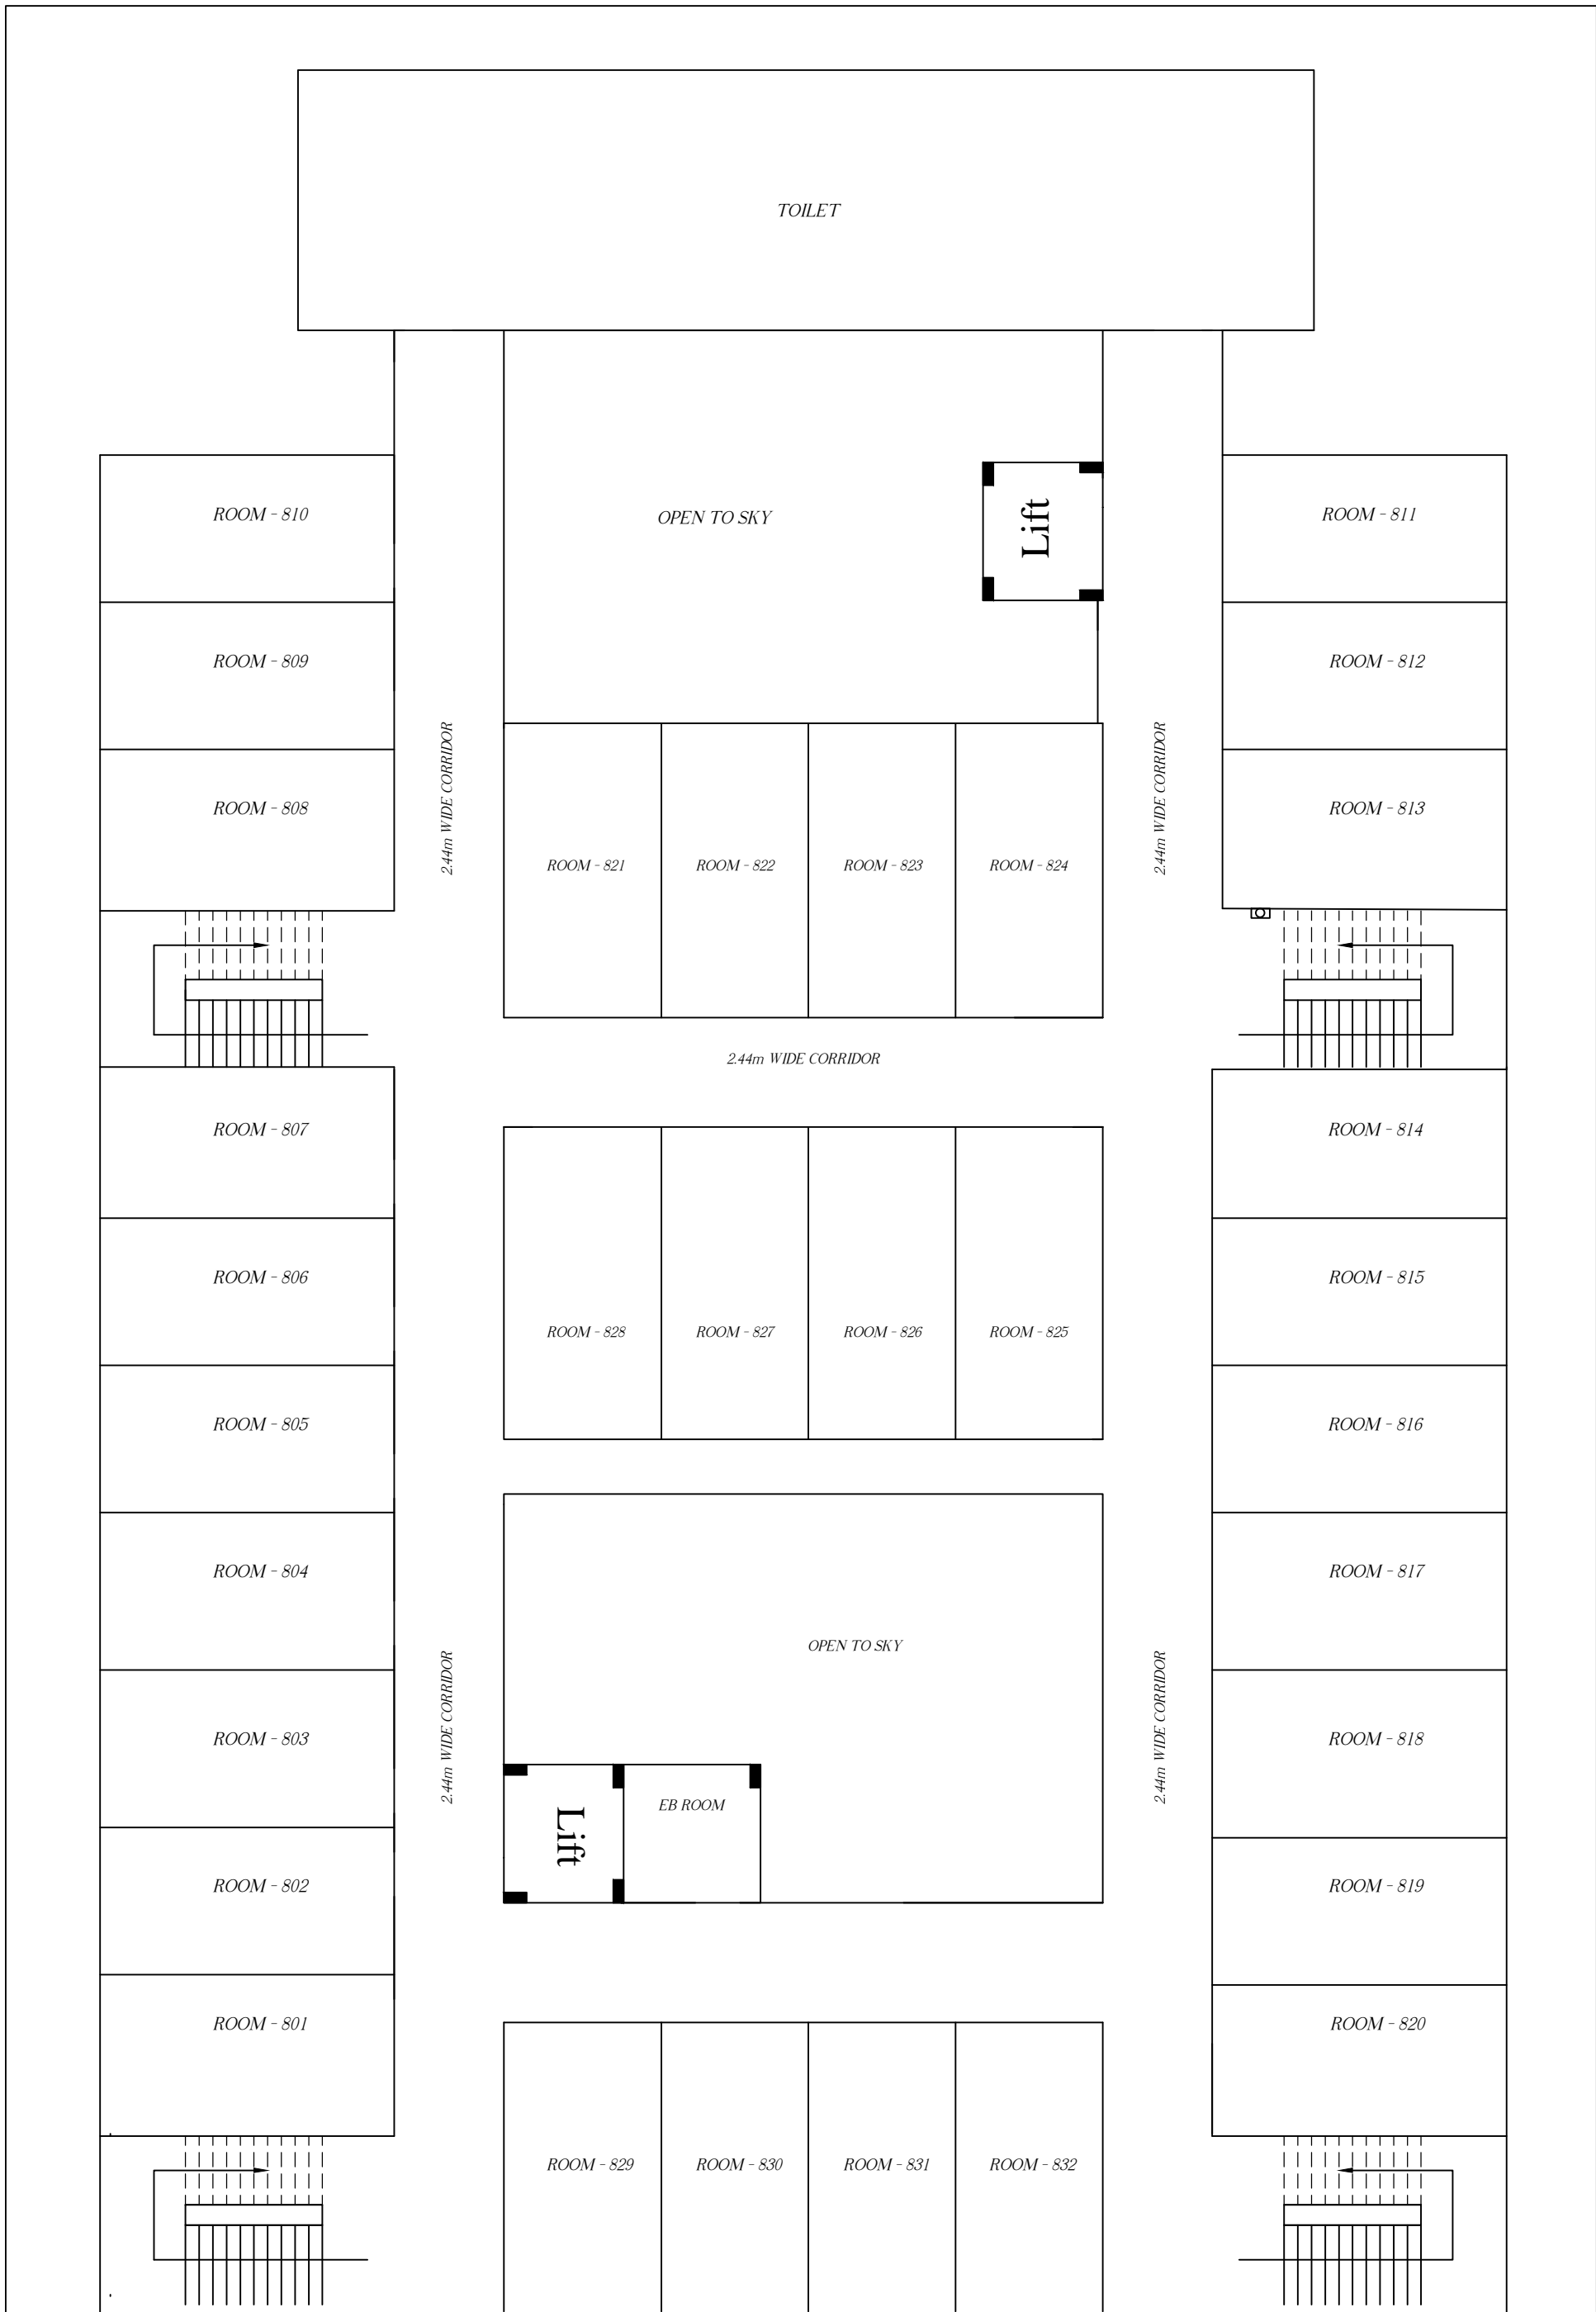 TOILET
ROOM - 810
OPEN TO SKY
Lift
ROOM - 811
ROOM - 809
ROOM - 812
ROOM - 808
2.44m WIDE CORRIDOR
2.44m WIDE CORRIDOR
ROOM - 813
ROOM - 821
ROOM - 822
ROOM - 823
ROOM - 824
2.44m WIDE CORRIDOR
ROOM - 807
ROOM - 814
ROOM - 806
ROOM - 815
ROOM - 828
ROOM - 827
ROOM - 826
ROOM - 825
ROOM - 805
ROOM - 816
ROOM - 804
ROOM - 817
OPEN TO SKY
2.44m WIDE CORRIDOR
2.44m WIDE CORRIDOR
ROOM - 803
ROOM - 818
EB ROOM
Lift
ROOM - 802
ROOM - 819
ROOM - 801
ROOM - 820
ROOM - 829
ROOM - 830
ROOM - 831
ROOM - 832